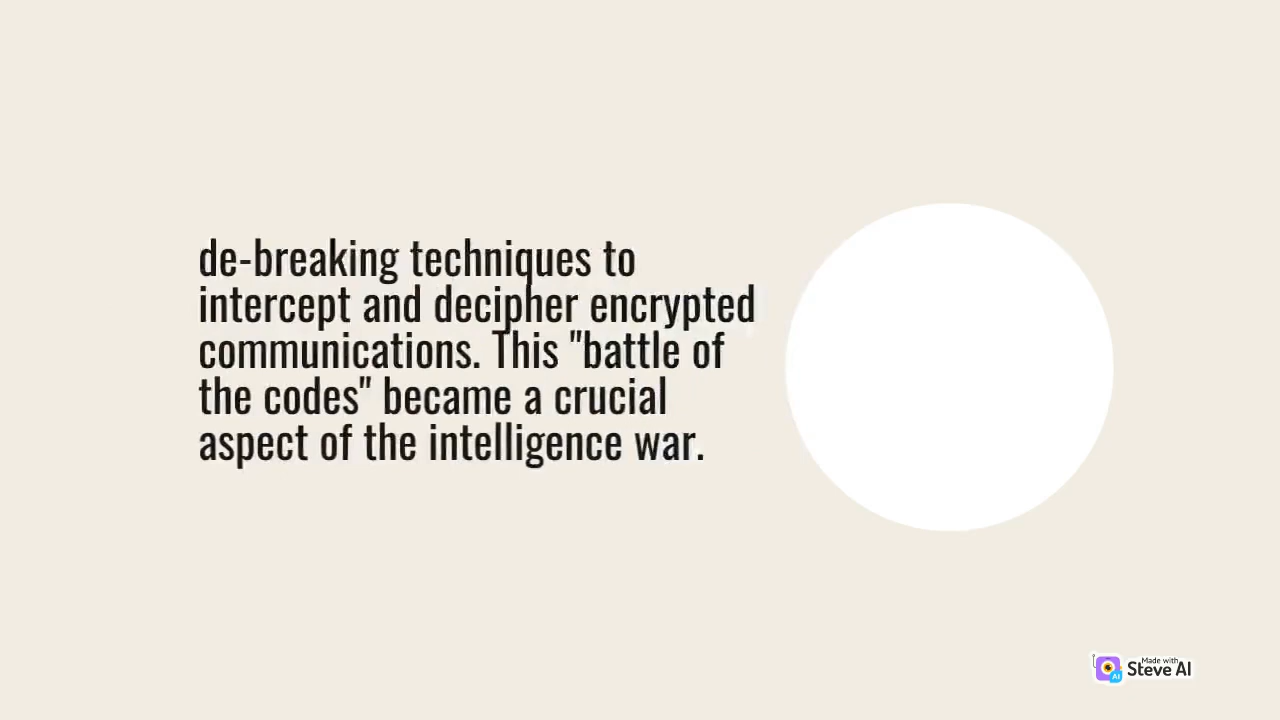 de-breaking techniques to
intercept and decipher encrypted
communications. This "battle of
the codes" became a crucial
aspect of the intelligence war.
Made with
Steve AI
AI